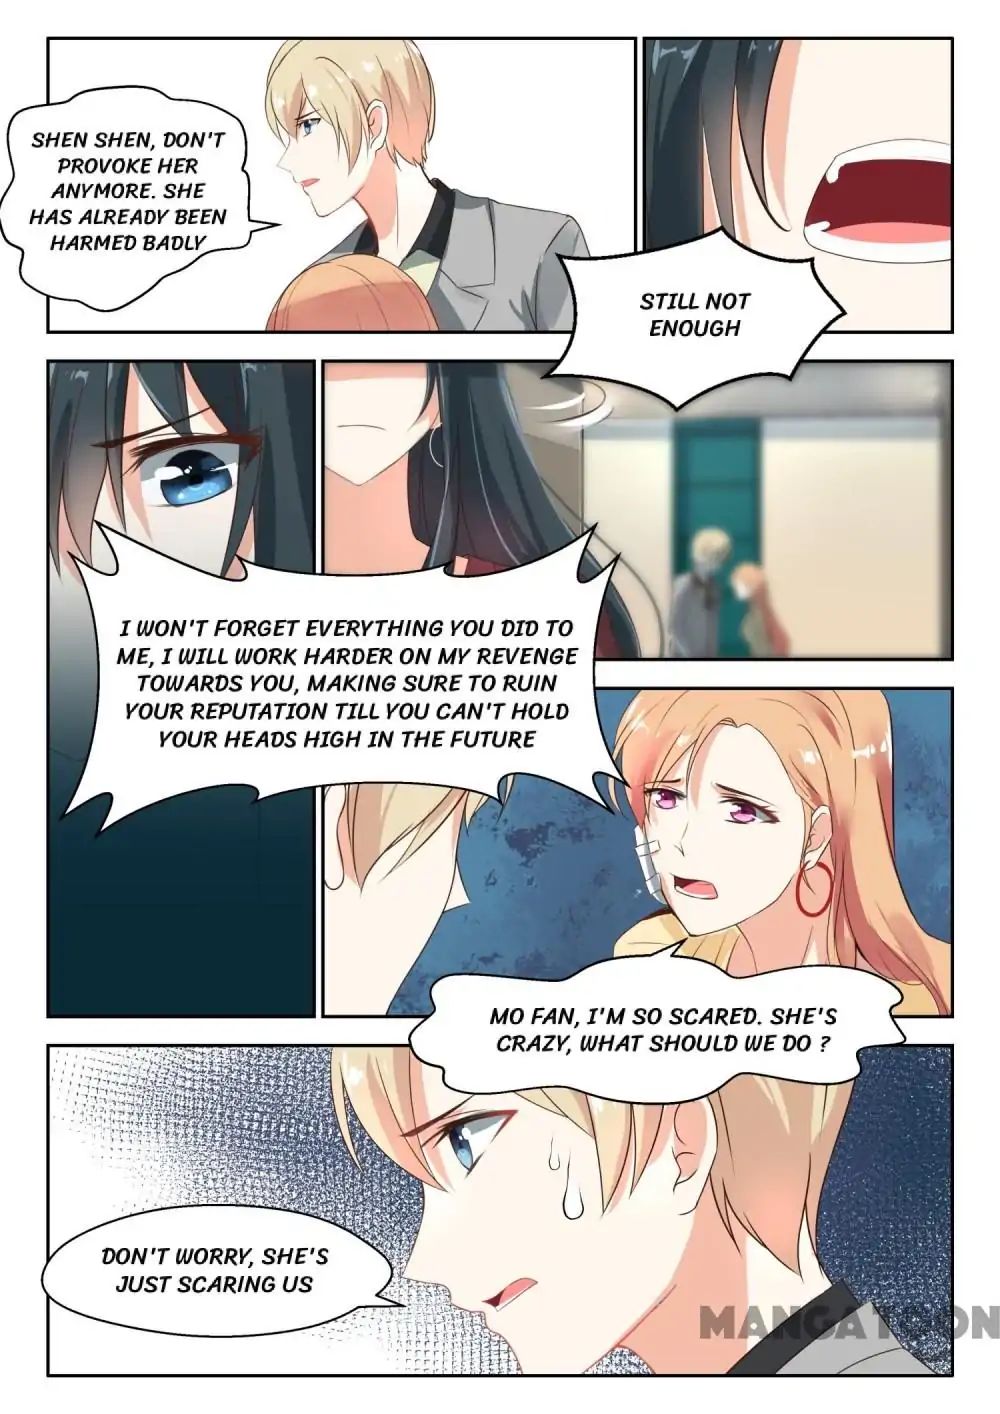 SHEN SHEN, DON'T
PROVOKE HER
ANYMORE. SHE
HAS ALREADY BEEN
HARMED BADLY
STILL NOT
ENOUGH
I WON'T FORGET EVERYTHING YOU DID TO
ME, I WILL WORK HARDER ON MY REVENGE
TOWARDS YOU, MAKING SURE TO RUIN
YOUR REPUTATION TILL YOU CAN'T HOLD
YOUR HEADS HIGH IN THE FUTURE
MO FAN, I'M SO SCARED. SHE'S
CRAZY, WHAT SHOULD WE DO ?
DON'T WORRY, SHE'S
JUST SCARING US
MANGATOON